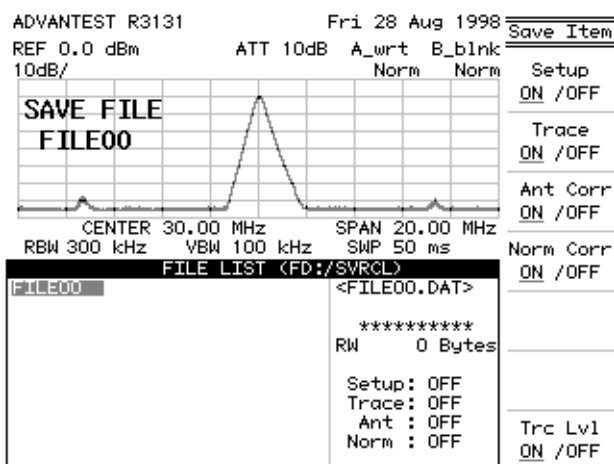 ADVANTEST R3131 Fri 28 Aug 1998
REF 0.0 dBm ATT 10dB A_wrt B_blnk
10dB/ Norm Norm
SAVE FILE
FILE00
CENTER 30.00 MHz SPAN 20.00 MHz
RBW 300 kHz VBW 100 kHz SWP 50 ms
FILE LIST (FD:/SVRCL)
FILE00
<FILE00.DAT>
**********
RW 0 Bytes
Setup: OFF
Trace: OFF
Ant : OFF
Norm : OFF
Save Item
Setup
ON /OFF
Trace
ON /OFF
Ant Corr
ON /OFF
Norm Corr
ON /OFF
Trc Lvl
ON /OFF